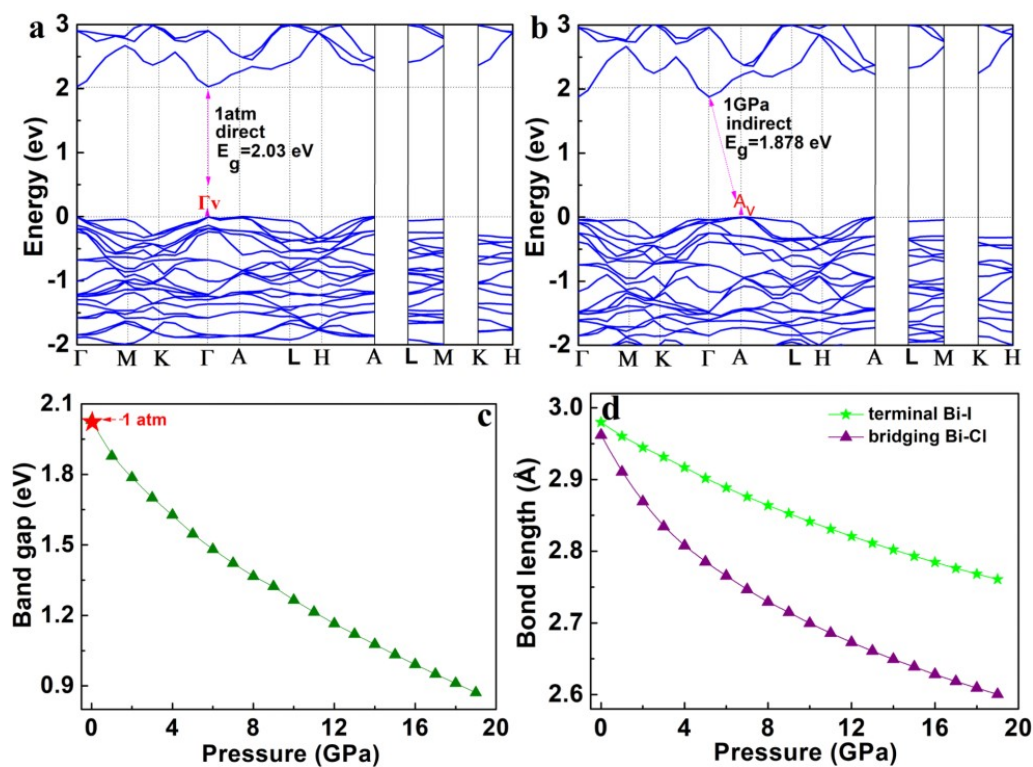 a
3
2
1
0
-1
-2
Energy (ev)
1atm
direct
E_g=2.03 eV
Γv
Γ M K Γ A L H A L M K H
b
3
2
1
0
-1
-2
Energy (ev)
1GPa
indirect
E_g=1.878 eV
A_V
Γ M K Γ A L H A L M K H
c
2.1
1.8
1.5
1.2
0.9
Band gap (eV)
1 atm
0 4 8 12 16 20
Pressure (GPa)
d
3.0
2.9
2.8
2.7
2.6
Bond length (Å)
terminal Bi-I
bridging Bi-Cl
0 4 8 12 16 20
Pressure (GPa)